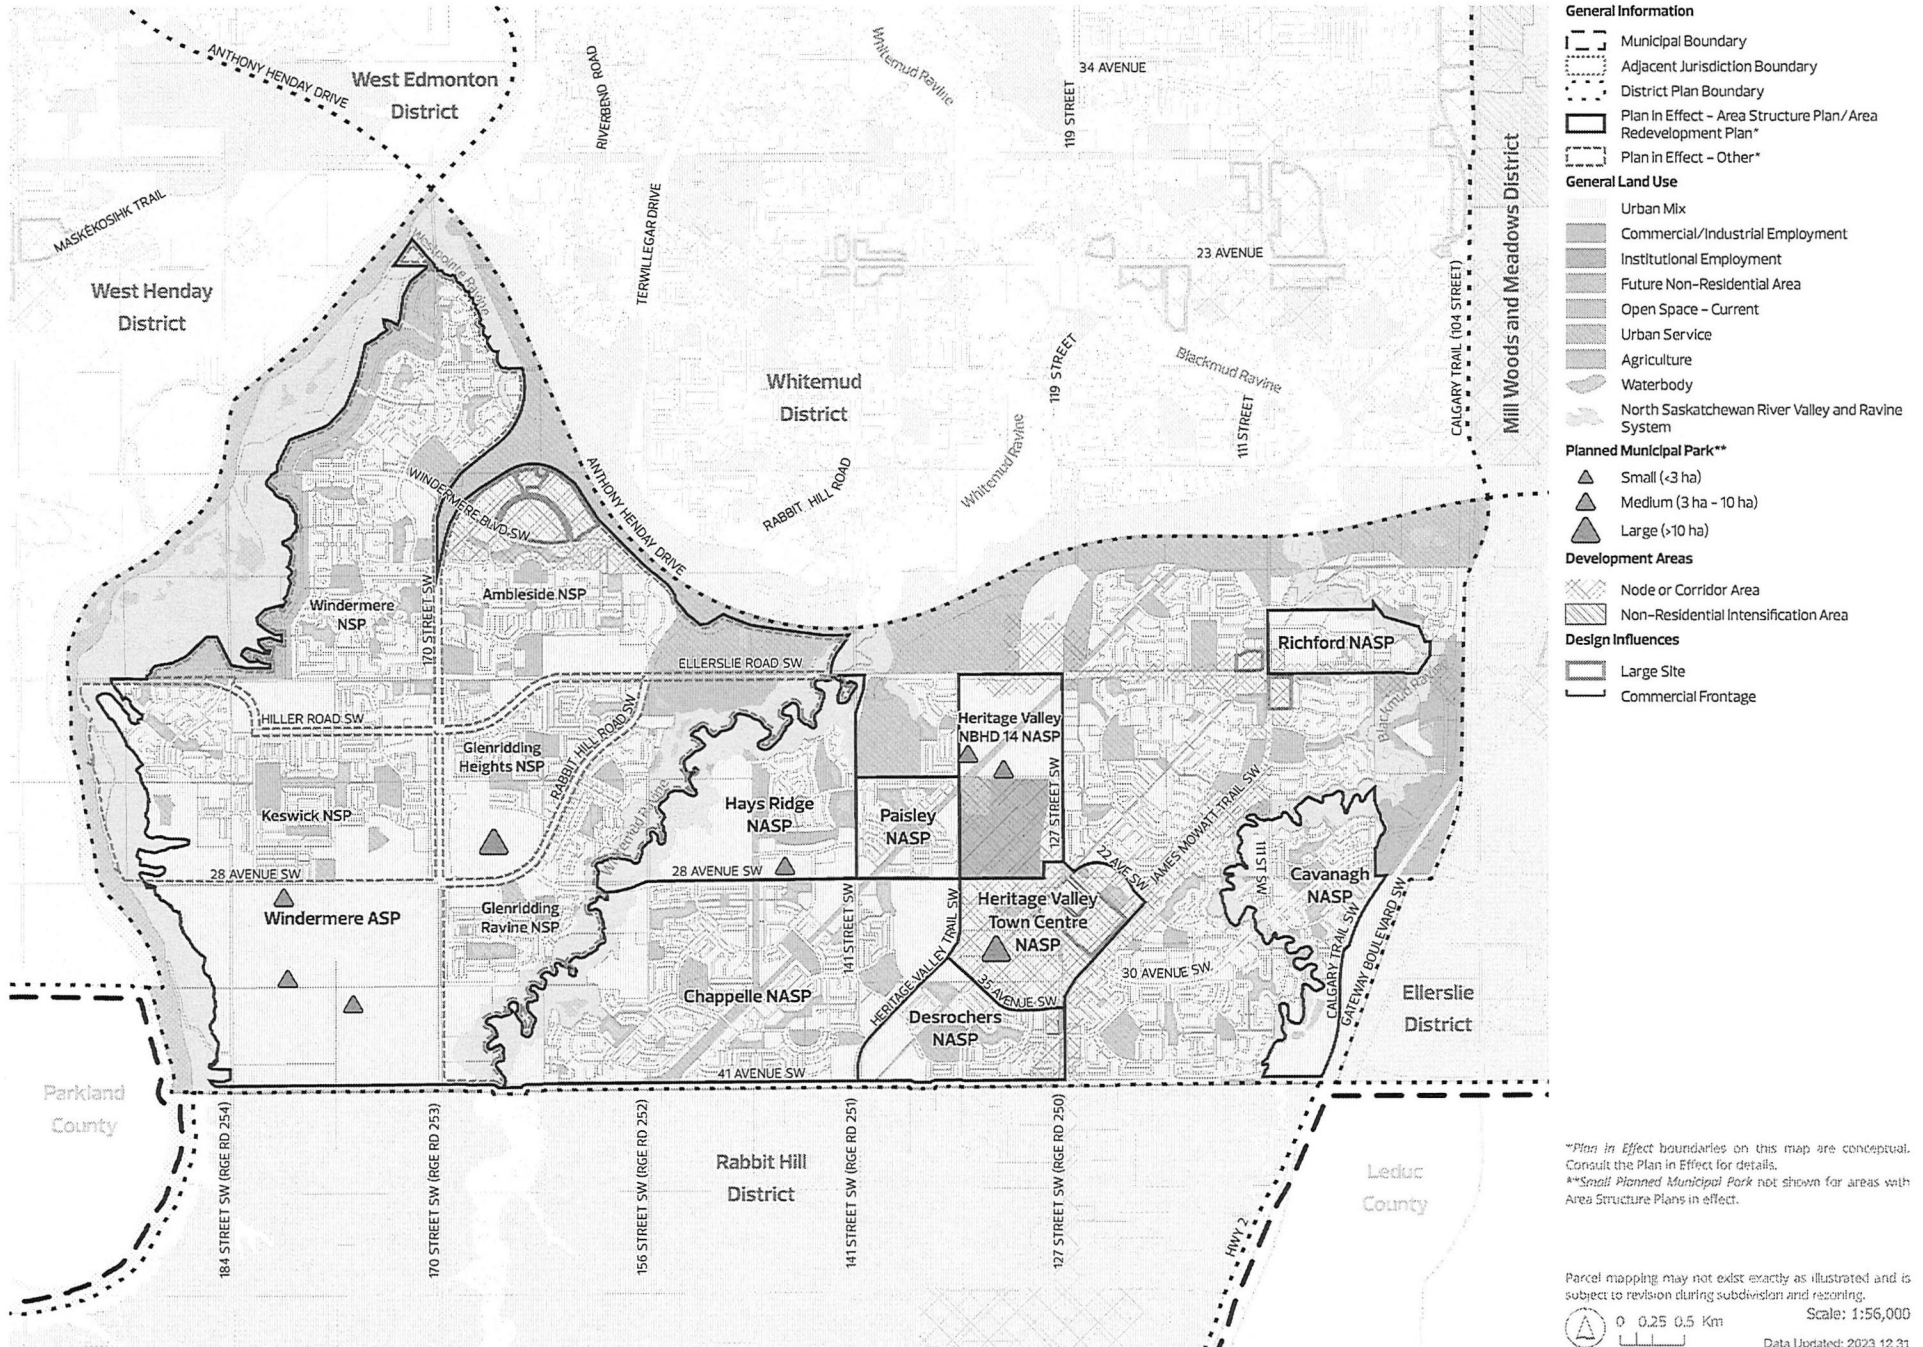 ANTHONY HENDAY DRIVE
West Edmonton
District
RIVERBEND ROAD
Whitemud Ravine
34 AVENUE
119 STREET
MASKÊKOSIHK TRAIL
West Henday
District
Westpointe Ravine
TERWILLEGAR DRIVE
23 AVENUE
CALGARY TRAIL (104 STREET)
Mill Woods and Meadows District
Whitemud
District
119 STREET
Blackmud Ravine
111 STREET
Whitemud Ravine
RABBIT HILL ROAD
WINDERMERE BLVD SW
ANTHONY HENDAY DRIVE
Windermere
NSP
170 STREET SW
Ambleside NSP
Richford NASP
ELLERSLIE ROAD SW
HILLER ROAD SW
RABBIT HILL ROAD SW
Glenridding
Heights NSP
Heritage Valley
NBHD 14 NASP
Blackmud Ravine
Keswick NSP
Whitemud Ravine
Hays Ridge
NASP
Paisley
NASP
127 STREET SW
JAMES MOWATT TRAIL SW
22 AVE SW
111 ST SW
Cavanagh
NASP
28 AVENUE SW
28 AVENUE SW
Windermere ASP
Glenridding
Ravine NSP
141 STREET SW
HERITAGE VALLEY TRAIL SW
Heritage Valley
Town Centre
NASP
30 AVENUE SW
35 AVENUE SW
CALGARY TRAIL SW
GATEWAY BOULEVARD SW
Chappelle NASP
Desrochers
NASP
Ellerslie
District
41 AVENUE SW
Parkland
County
184 STREET SW (RGE RD 254)
170 STREET SW (RGE RD 253)
156 STREET SW (RGE RD 252)
141 STREET SW (RGE RD 251)
127 STREET SW (RGE RD 250)
Rabbit Hill
District
HWY 2
Leduc
County
General Information
Municipal Boundary
Adjacent Jurisdiction Boundary
District Plan Boundary
Plan in Effect – Area Structure Plan/Area
Redevelopment Plan*
Plan in Effect – Other*
General Land Use
Urban Mix
Commercial/Industrial Employment
Institutional Employment
Future Non-Residential Area
Open Space – Current
Urban Service
Agriculture
Waterbody
North Saskatchewan River Valley and Ravine
System
Planned Municipal Park**
Small (<3 ha)
Medium (3 ha – 10 ha)
Large (>10 ha)
Development Areas
Node or Corridor Area
Non-Residential Intensification Area
Design Influences
Large Site
Commercial Frontage
*Plan in Effect boundaries on this map are conceptual.
Consult the Plan in Effect for details.
**Small Planned Municipal Park not shown for areas with
Area Structure Plans in effect.
Parcel mapping may not exist exactly as illustrated and is
subject to revision during subdivision and rezoning.
0 0.25 0.5 Km
Scale: 1:56,000
Data Updated: 2023 12 31